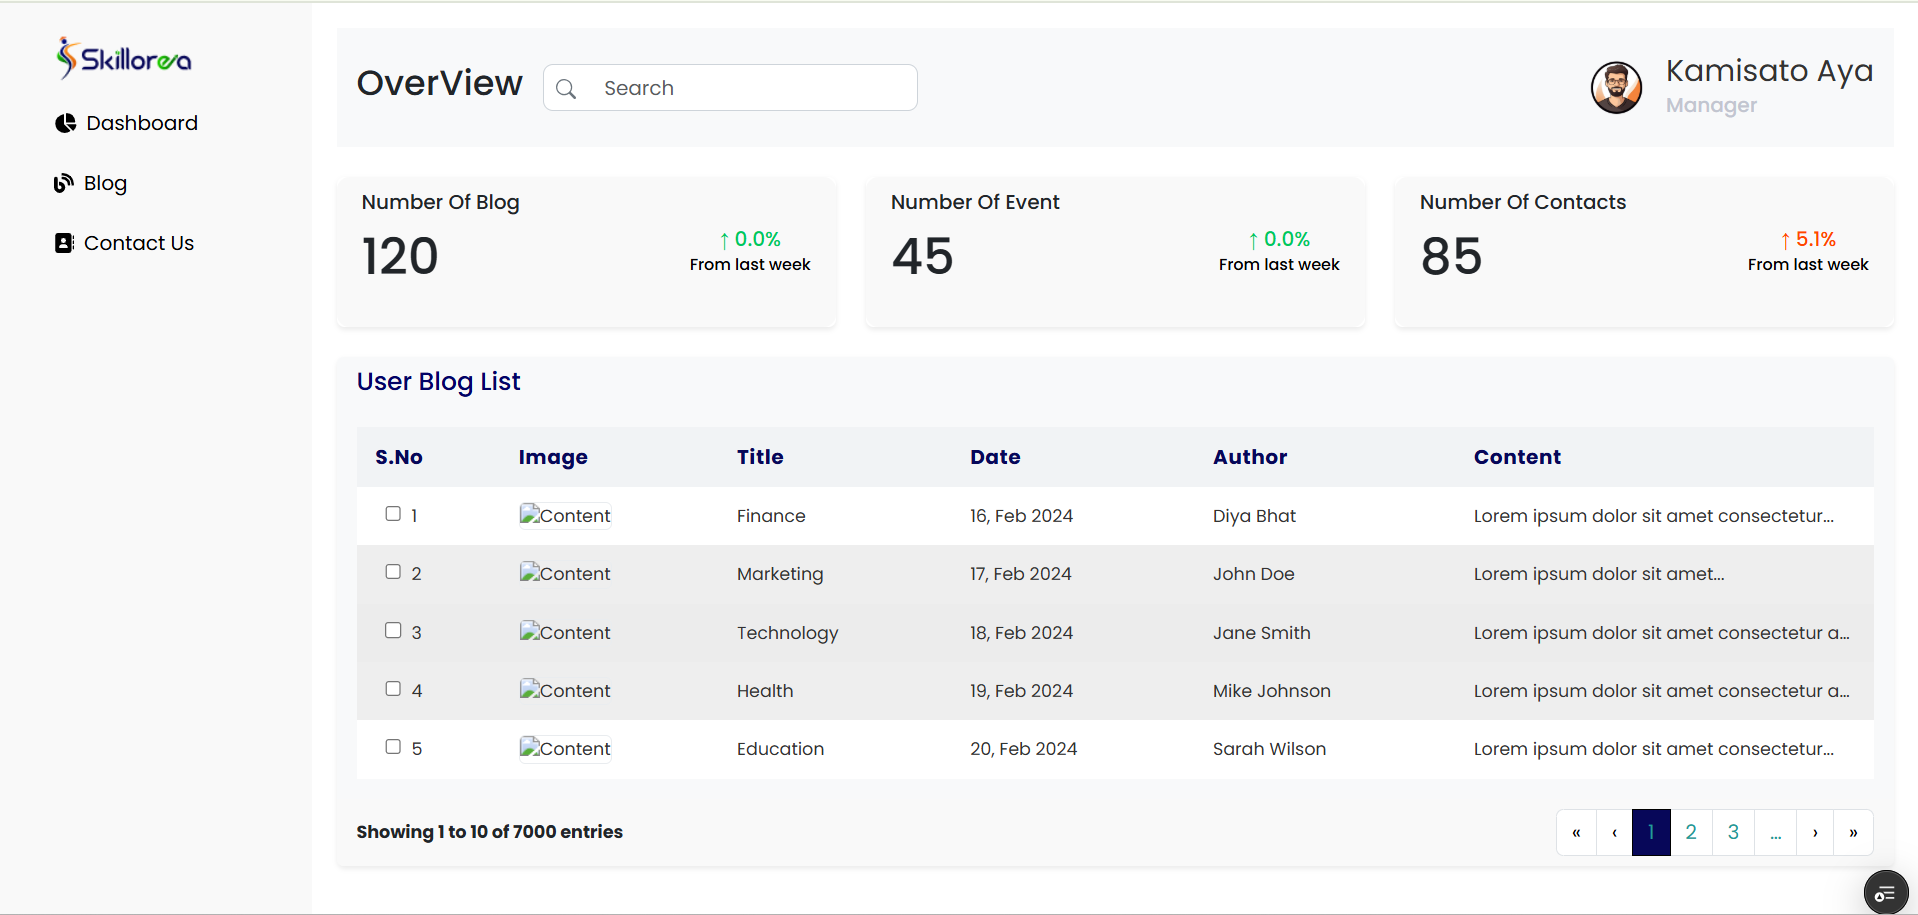 Skillorea
Dashboard
Blog
Contact Us
OverView
Search
Kamisato Aya
Manager
Number Of Blog
120
↑ 0.0%
From last week
Number Of Event
45
↑ 0.0%
From last week
Number Of Contacts
85
↑ 5.1%
From last week
User Blog List
S.No Image Title Date Author Content
1 Content Finance 16, Feb 2024 Diya Bhat Lorem ipsum dolor sit amet consectetur...
2 Content Marketing 17, Feb 2024 John Doe Lorem ipsum dolor sit amet...
3 Content Technology 18, Feb 2024 Jane Smith Lorem ipsum dolor sit amet consectetur a...
4 Content Health 19, Feb 2024 Mike Johnson Lorem ipsum dolor sit amet consectetur a...
5 Content Education 20, Feb 2024 Sarah Wilson Lorem ipsum dolor sit amet consectetur...
Showing 1 to 10 of 7000 entries
« ‹ 1 2 3 ... › »